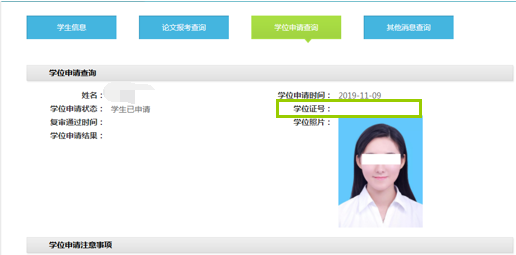 学生信息 论文报考查询 学位申请查询 其他消息查询
学位申请查询
姓名： 学位申请时间： 2019-11-09
学位申请状态： 学生已申请 学位证号：
复审通过时间： 学位照片：
学位申请结果：
学位申请注意事项